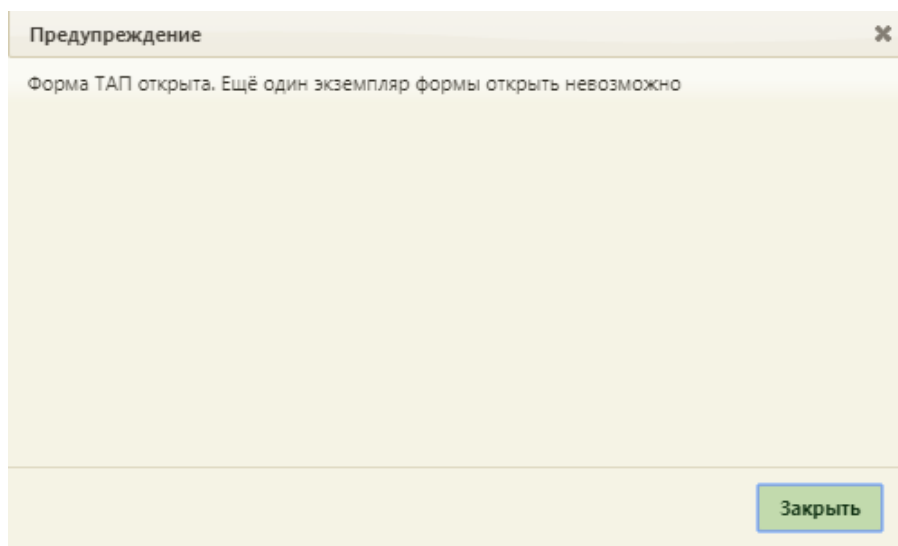 Предупреждение
Форма ТАП открыта. Ещё один экземпляр формы открыть невозможно
Закрыть